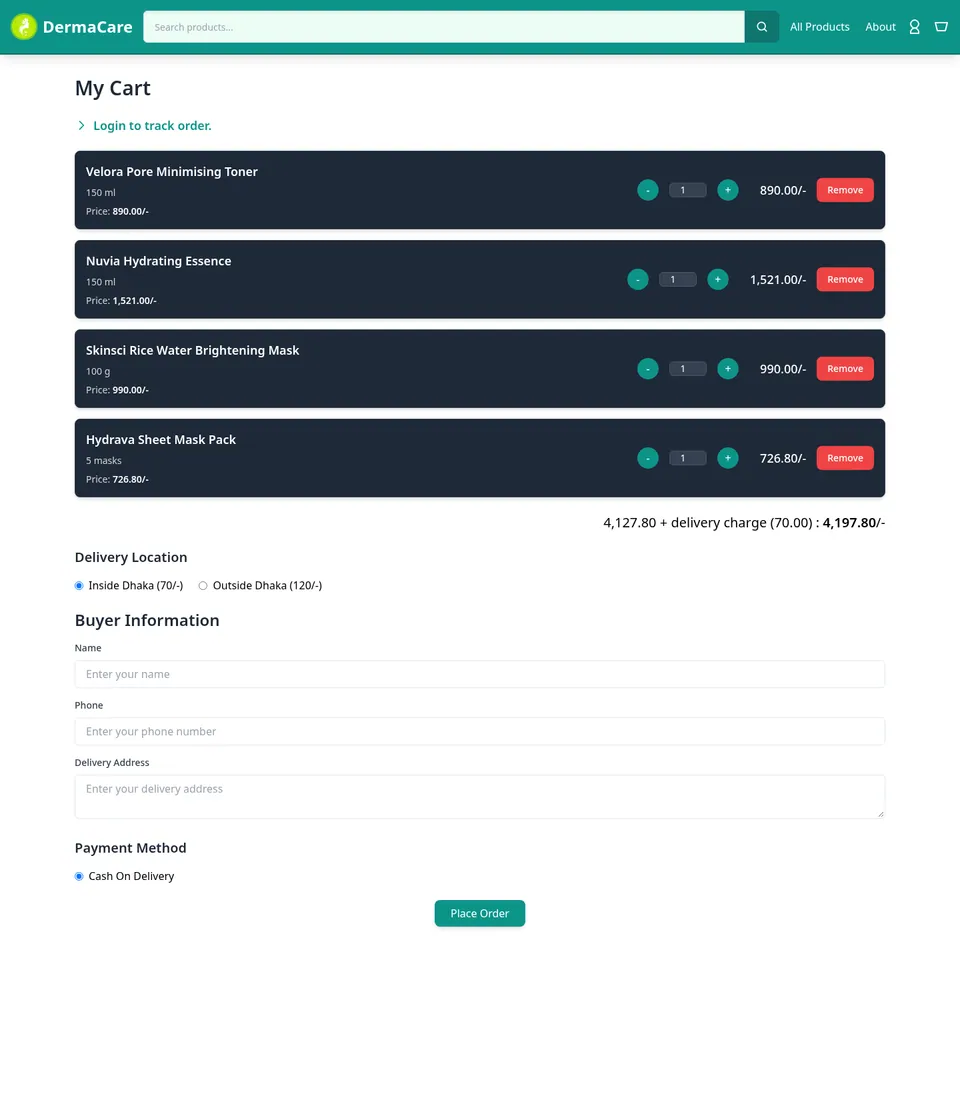 DermaCare
Search products...
All Products
About
My Cart
Login to track order.
Velora Pore Minimising Toner
150 ml
Price: 890.00/-
- 1 + 890.00/- Remove
Nuvia Hydrating Essence
150 ml
Price: 1,521.00/-
- 1 + 1,521.00/- Remove
Skinsci Rice Water Brightening Mask
100 g
Price: 990.00/-
- 1 + 990.00/- Remove
Hydrava Sheet Mask Pack
5 masks
Price: 726.80/-
- 1 + 726.80/- Remove
4,127.80 + delivery charge (70.00) : 4,197.80/-
Delivery Location
Inside Dhaka (70/-) Outside Dhaka (120/-)
Buyer Information
Name
Enter your name
Phone
Enter your phone number
Delivery Address
Enter your delivery address
Payment Method
Cash On Delivery
Place Order